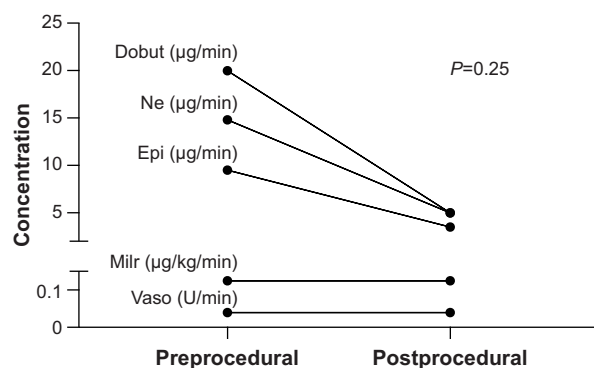 25
20
15
10
5
0.1
0
Concentration
Dobut (µg/min)
Ne (µg/min)
Epi (µg/min)
Milr (µg/kg/min)
Vaso (U/min)
P=0.25
Preprocedural
Postprocedural